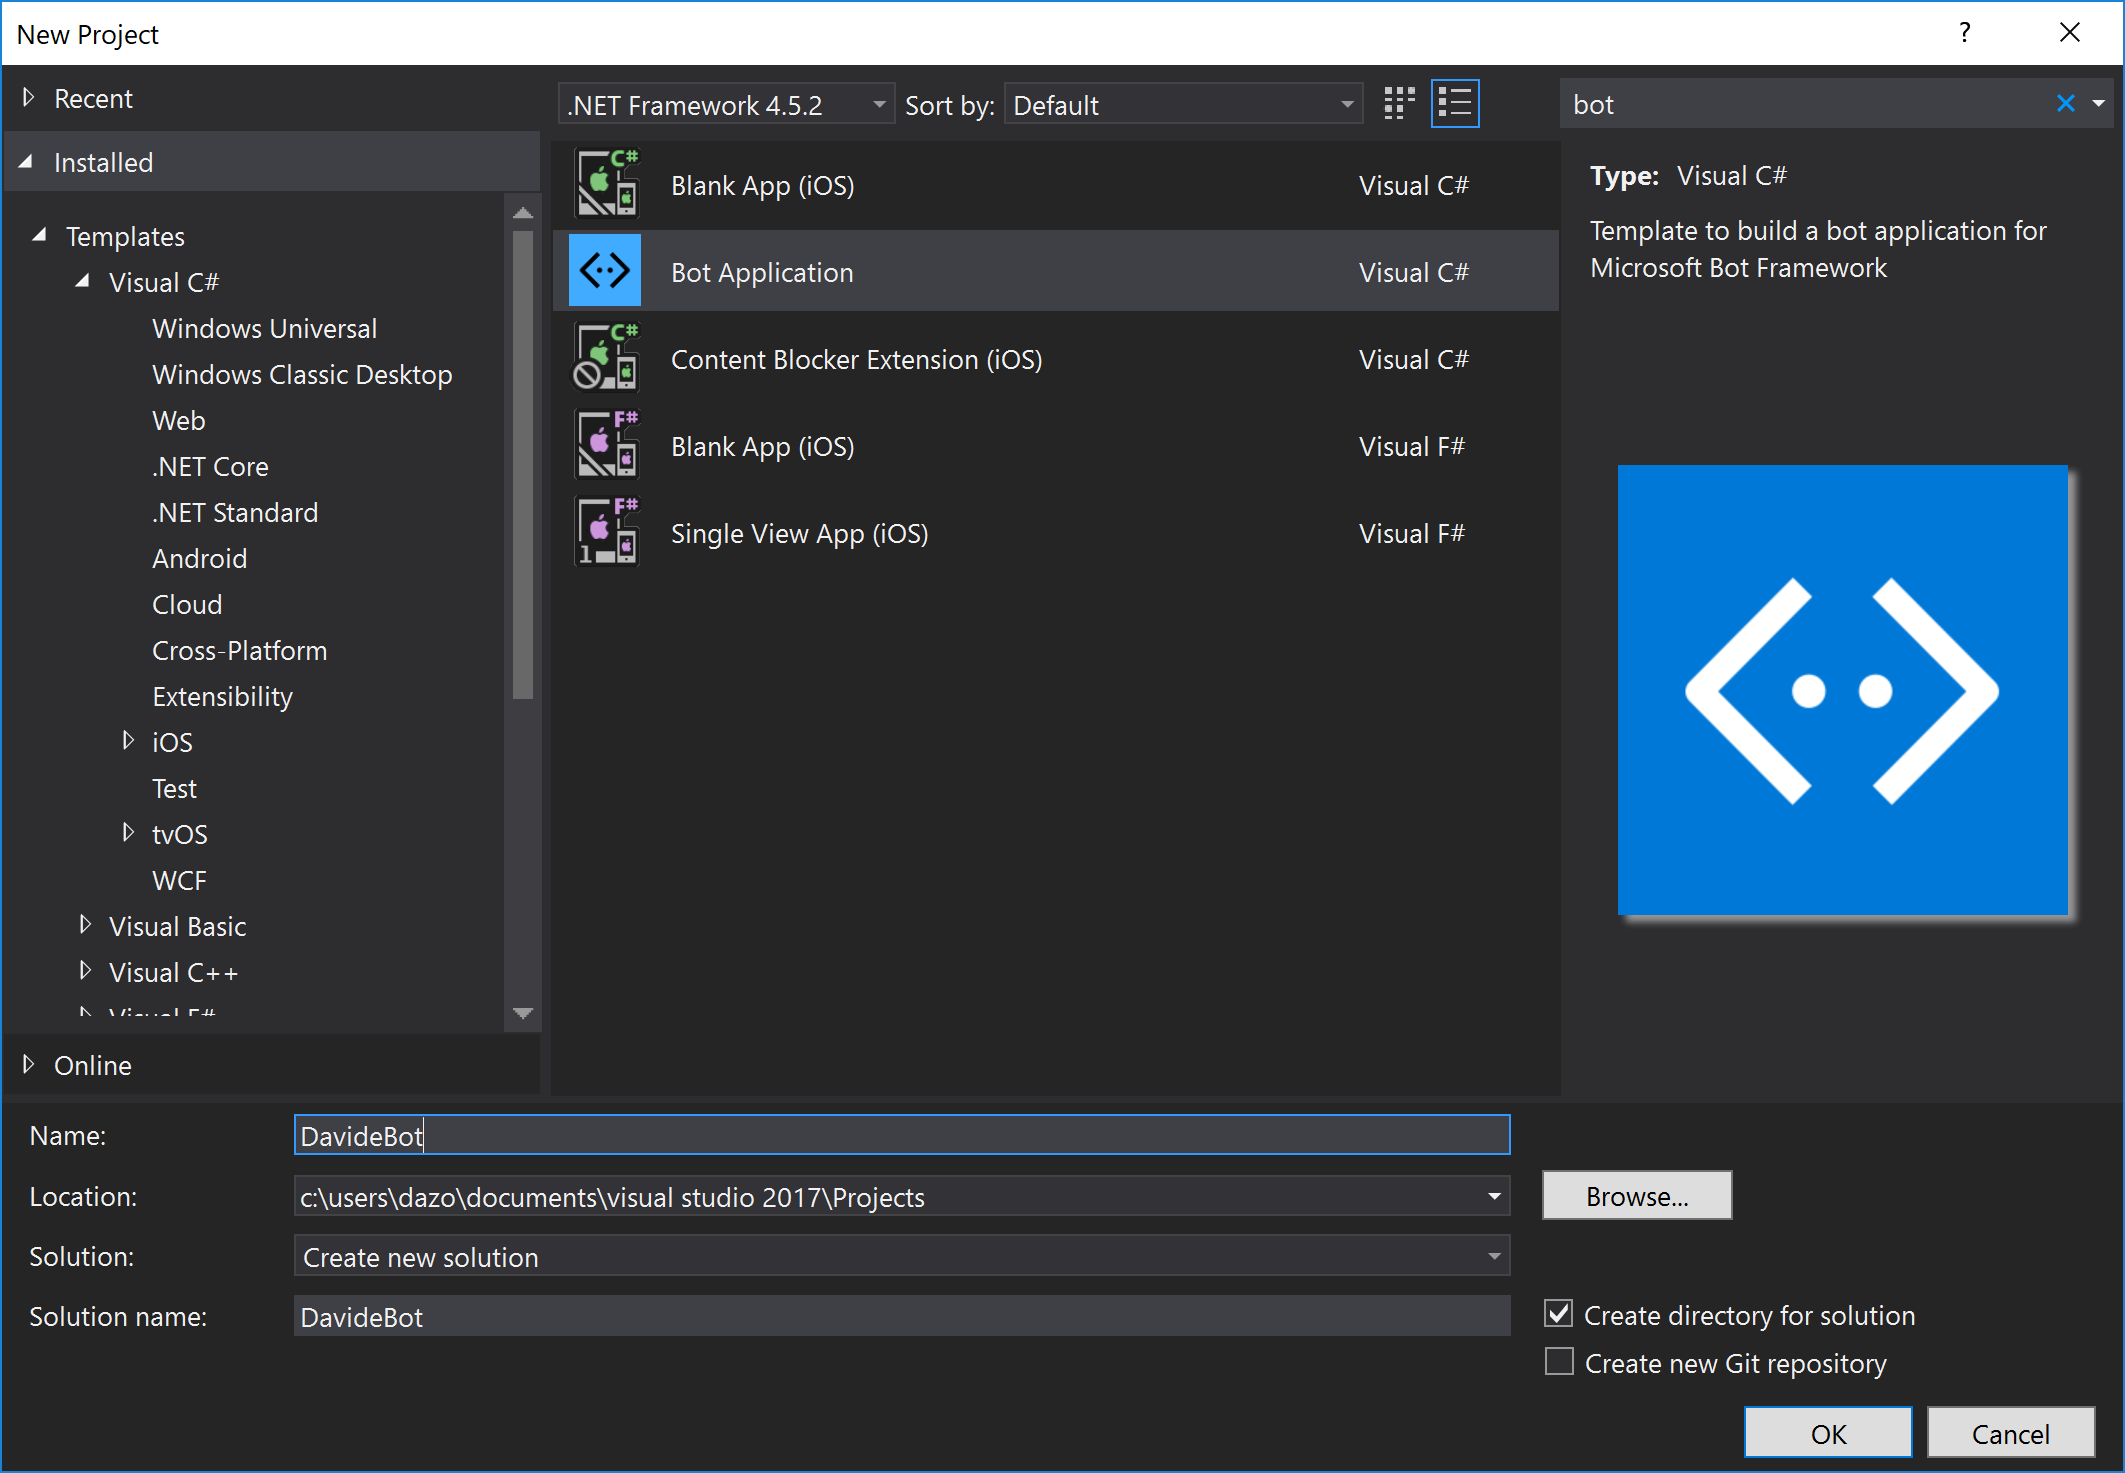 New Project
?
Recent
Installed
Templates
Visual C#
Windows Universal
Windows Classic Desktop
Web
.NET Core
.NET Standard
Android
Cloud
Cross-Platform
Extensibility
iOS
Test
tvOS
WCF
Visual Basic
Visual C++
Visual F#
Online
.NET Framework 4.5.2 Sort by: Default
Blank App (iOS) Visual C#
Bot Application Visual C#
Content Blocker Extension (iOS) Visual C#
Blank App (iOS) Visual F#
Single View App (iOS) Visual F#
bot
Type: Visual C#
Template to build a bot application for
Microsoft Bot Framework
Name: DavideBot
Location: c:\users\dazo\documents\visual studio 2017\Projects Browse...
Solution: Create new solution
Solution name: DavideBot
Create directory for solution
Create new Git repository
OK Cancel